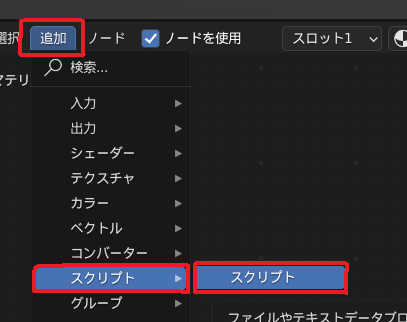 選択 追加 ノード ノードを使用 スロット1
マテリ
検索...
入力
出力
シェーダー
テクスチャ
カラー
ベクトル
コンバーター
スクリプト スクリプト
グループ
ファイルやテキストデータブロ